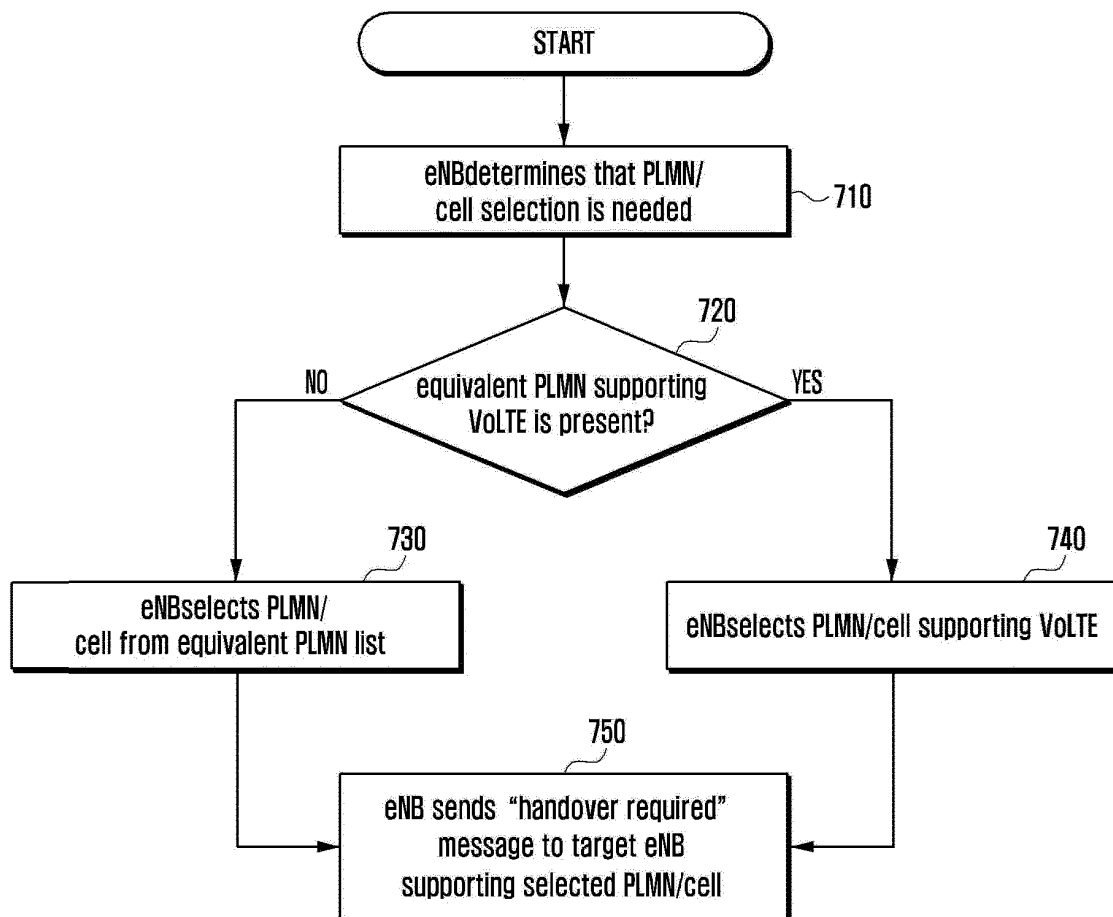 START
eNBdetermines that PLMN/
cell selection is needed
710
720
NO
equivalent PLMN supporting
VoLTE is present?
YES
730
eNBselects PLMN/
cell from equivalent PLMN list
740
eNBselects PLMN/cell supporting VoLTE
750
eNB sends “handover required”
message to target eNB
supporting selected PLMN/cell